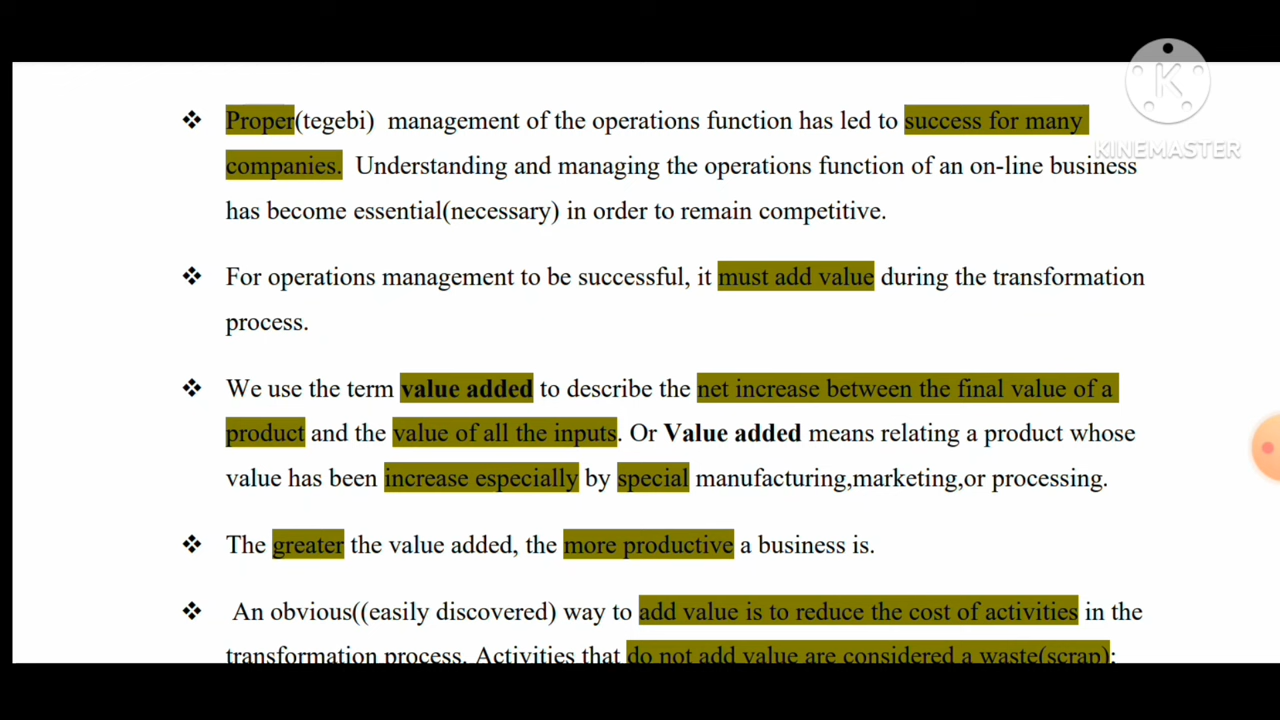 ❖ Proper(tegebi) management of the operations function has led to success for many
companies. Understanding and managing the operations function of an on-line business
has become essential(necessary) in order to remain competitive.
❖ For operations management to be successful, it must add value during the transformation
process.
❖ We use the term value added to describe the net increase between the final value of a
product and the value of all the inputs. Or Value added means relating a product whose
value has been increase especially by special manufacturing,marketing,or processing.
❖ The greater the value added, the more productive a business is.
❖ An obvious((easily discovered) way to add value is to reduce the cost of activities in the
transformation process. Activities that do not add value are considered a waste(scrap);
K
KINEMASTER